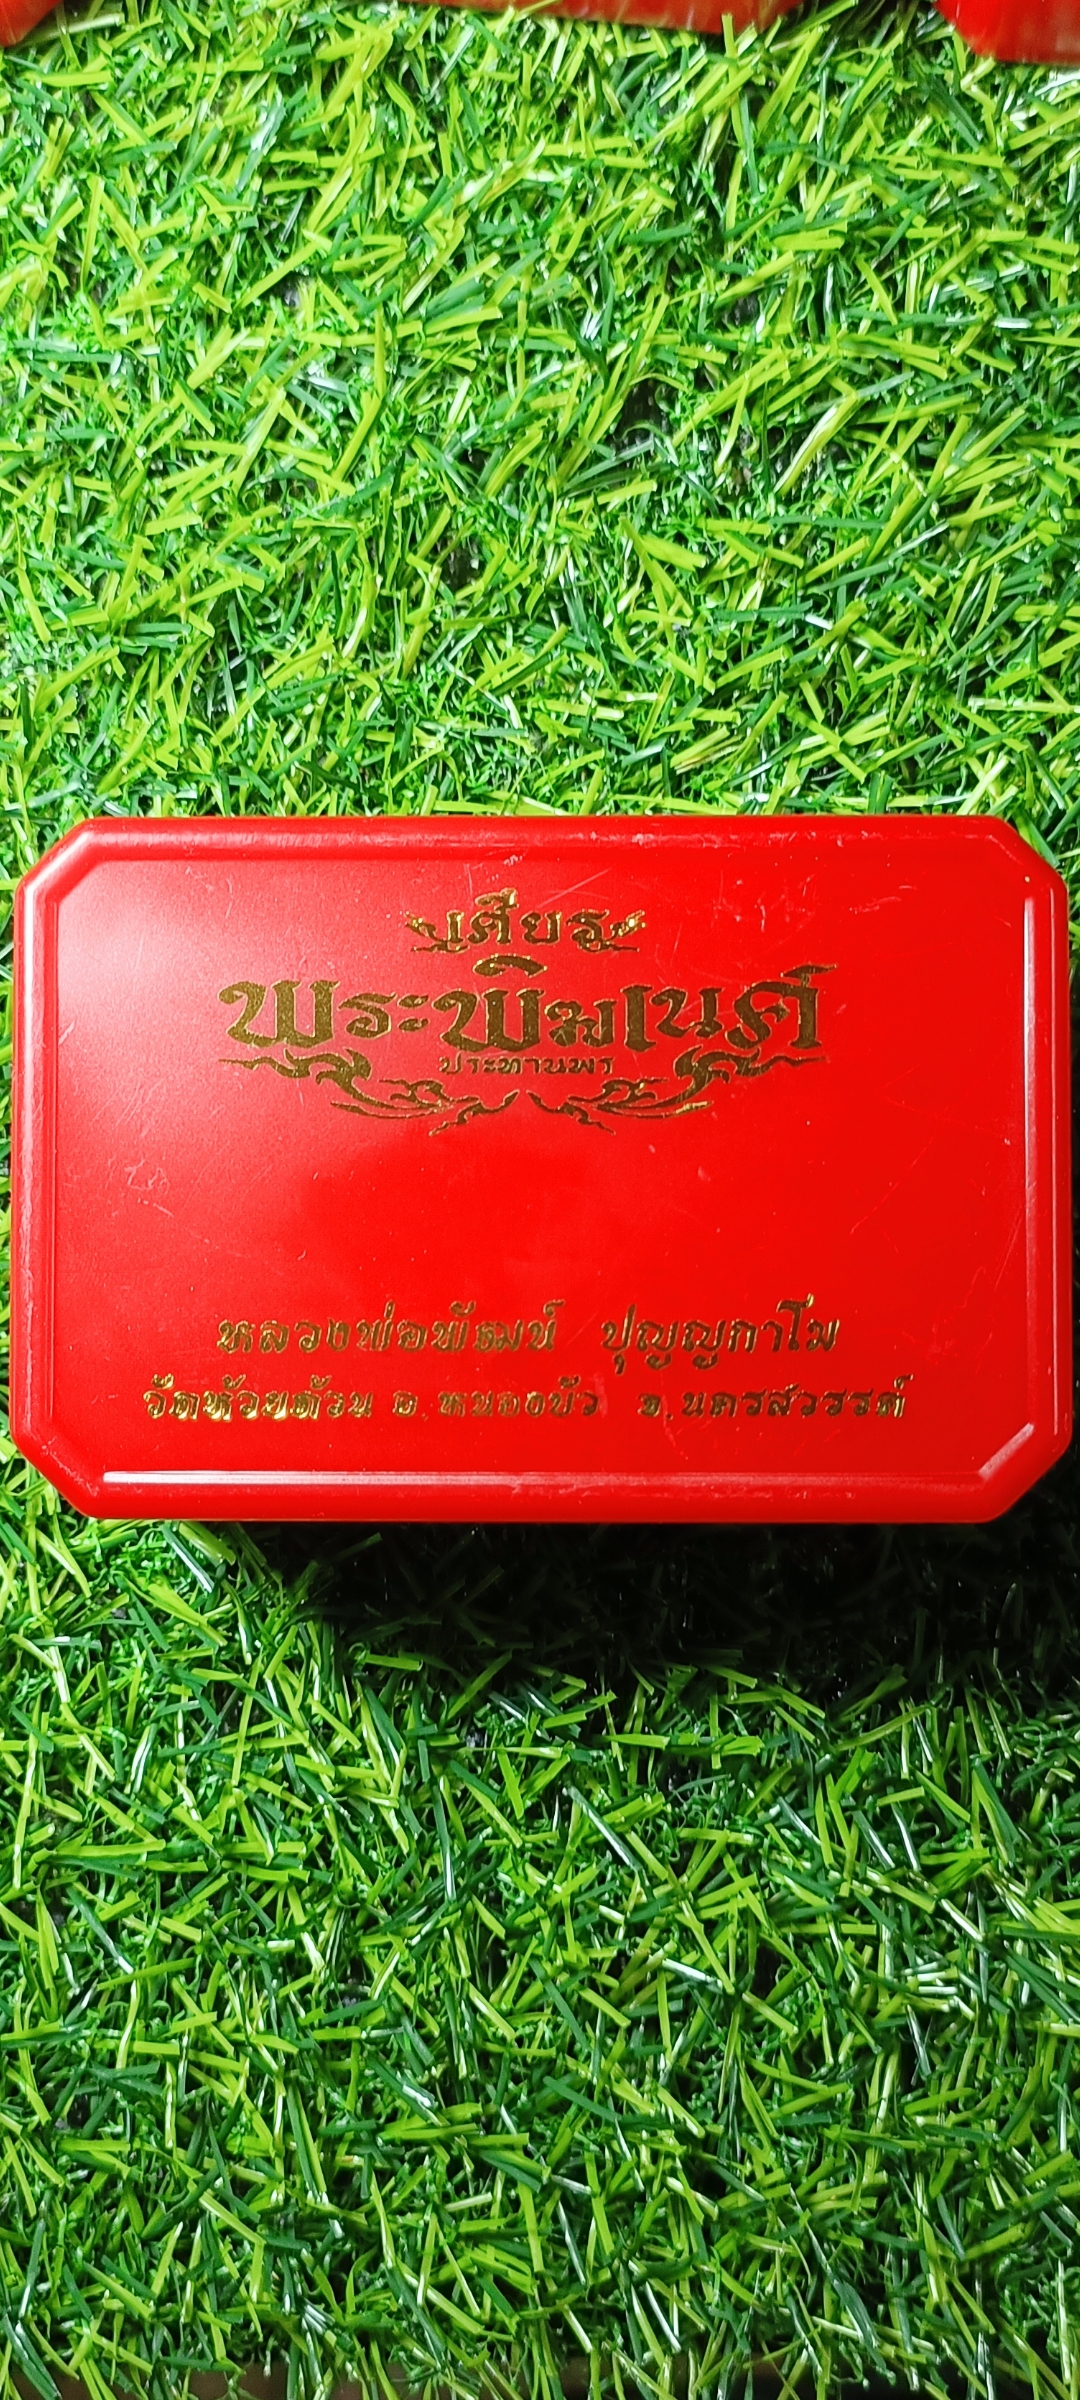 เศียร
พระพิฆเนศ
ประทานพร
หลวงพ่อพัฒน์ ปุญญกาโม
วัดห้วยด้วน อ.หนองบัว จ.นครสวรรค์